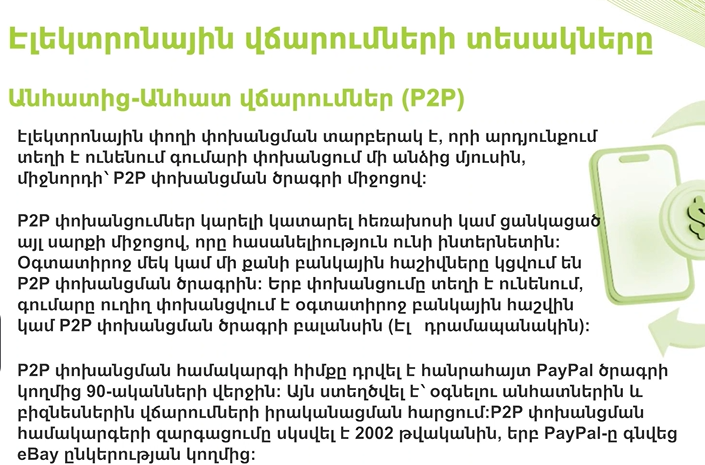 Էլեկտրոնային վճարումների տեսակները
Անհատից-Անհատ վճարումներ (P2P)
էլեկտրոնային փողի փոխանցման տարբերակ է, որի արդյունքում
տեղի է ունենում գումարի փոխանցում մի անձից մյուսին,
միջնորդի՝ P2P փոխանցման ծրագրի միջոցով:
P2P փոխանցումներ կարելի կատարել հեռախոսի կամ ցանկացած
այլ սարքի միջոցով, որը հասանելիություն ունի ինտերնետին:
Օգտատիրոջ մեկ կամ մի քանի բանկային հաշիվները կցվում են
P2P փոխանցման ծրագրին: Երբ փոխանցումը տեղի է ունենում,
գումարը ուղիղ փոխանցվում է օգտատիրոջ բանկային հաշվին
կամ P2P փոխանցման ծրագրի բալանսին (Էլ դրամապանակին):
P2P փոխանցման համակարգի հիմքը դրվել է հանրահայտ PayPal ծրագրի
կողմից 90-ականների վերջին: Այն ստեղծվել է՝ օգնելու անհատներին և
բիզնեսներին վճարումների իրականացման հարցում:P2P փոխանցման
համակարգերի զարգացումը սկսվել է 2002 թվականին, երբ PayPal-ը գնվեց
eBay ընկերության կողմից:
$